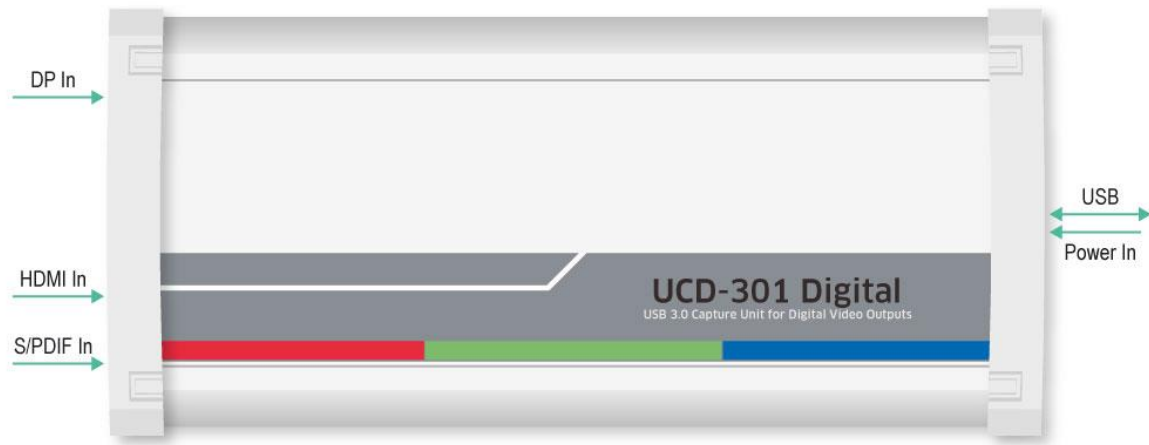 DP In
HDMI In
S/PDIF In
USB
Power In
UCD-301 Digital
USB 3.0 Capture Unit for Digital Video Outputs